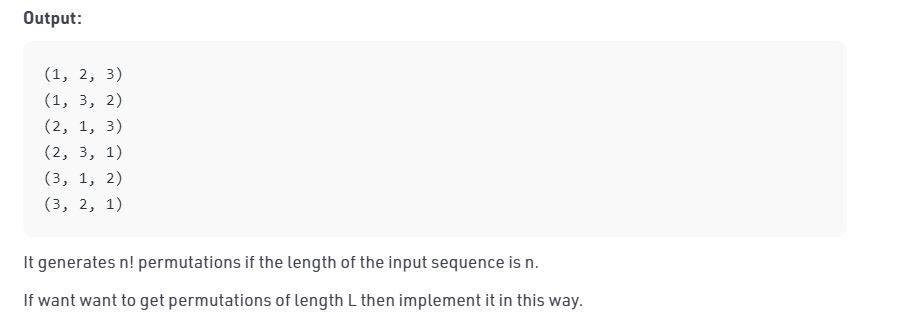 Output:
(1, 2, 3)
(1, 3, 2)
(2, 1, 3)
(2, 3, 1)
(3, 1, 2)
(3, 2, 1)
It generates n! permutations if the length of the input sequence is n.
If want want to get permutations of length L then implement it in this way.